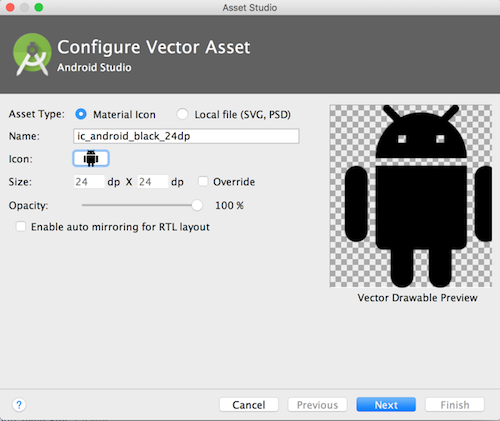 Asset Studio
Configure Vector Asset
Android Studio
Asset Type: Material Icon Local file (SVG, PSD)
Name: ic_android_black_24dp
Icon:
Size: 24 dp X 24 dp Override
Opacity: 100 %
Enable auto mirroring for RTL layout
Vector Drawable Preview
? Cancel Previous Next Finish